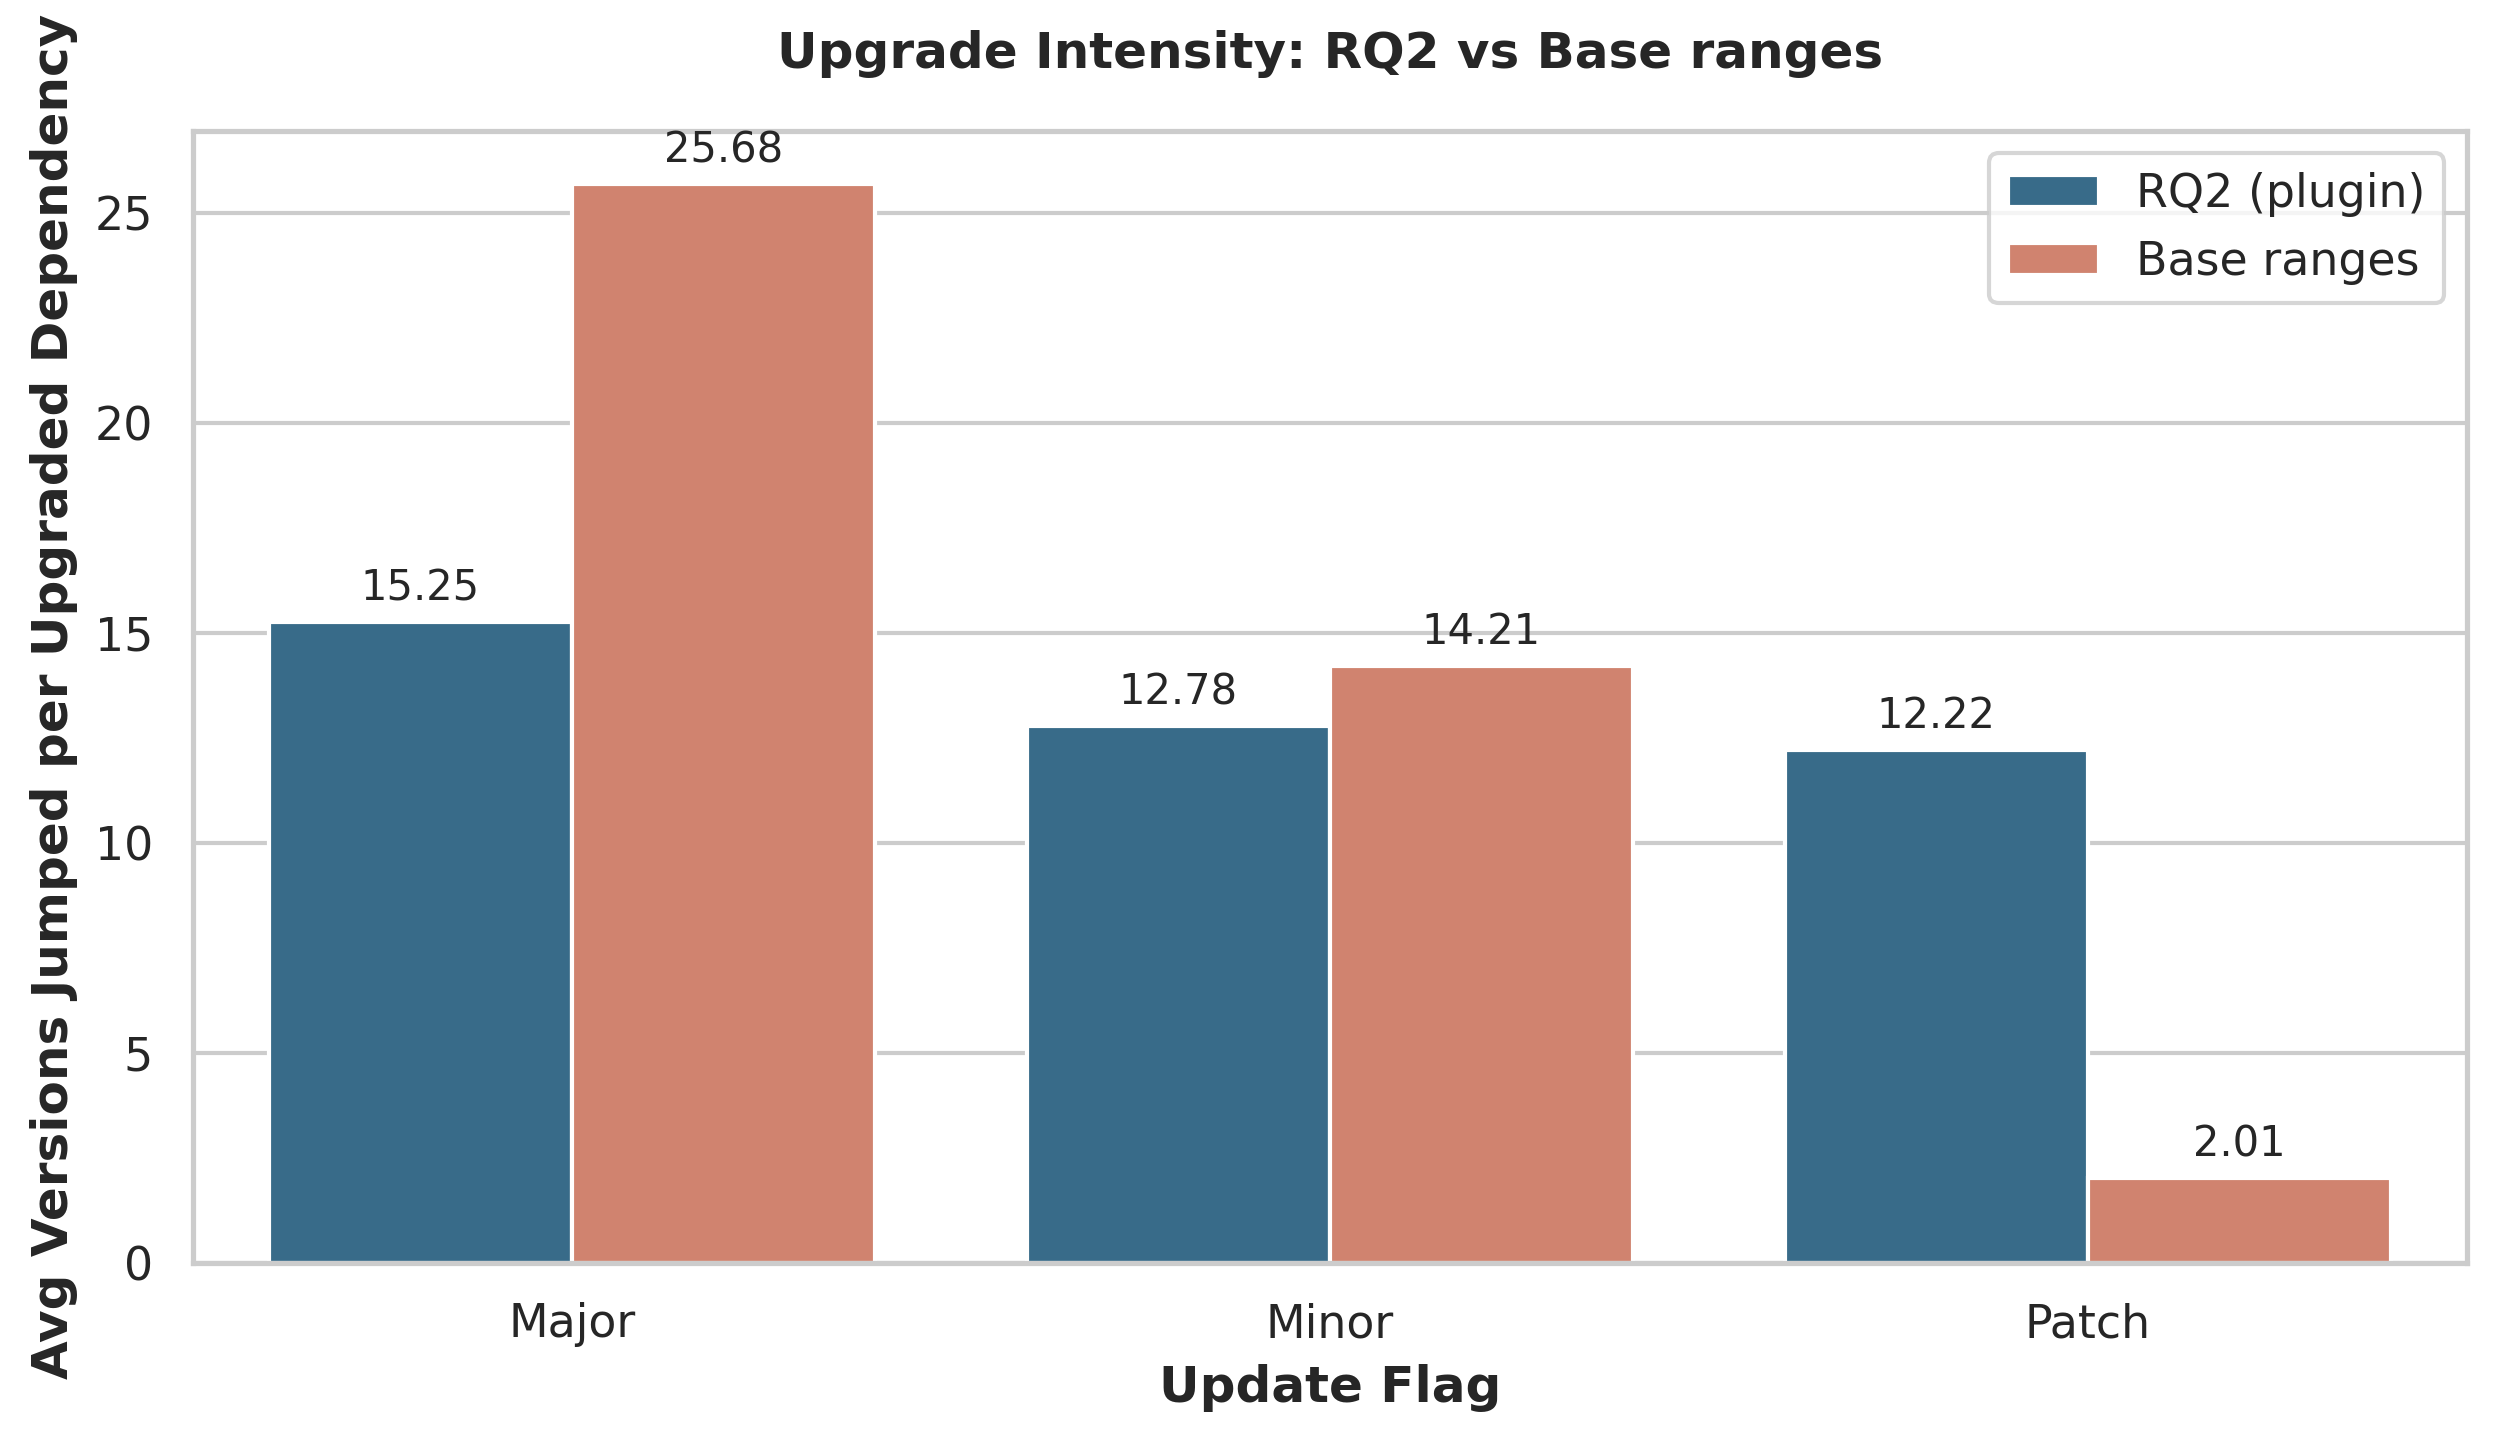 Upgrade Intensity: RQ2 vs Base ranges
Avg Versions Jumped per Upgraded Dependency
25
20
15
10
5
0
15.25
25.68
12.78
14.21
12.22
2.01
RQ2 (plugin)
Base ranges
Major
Minor
Patch
Update Flag